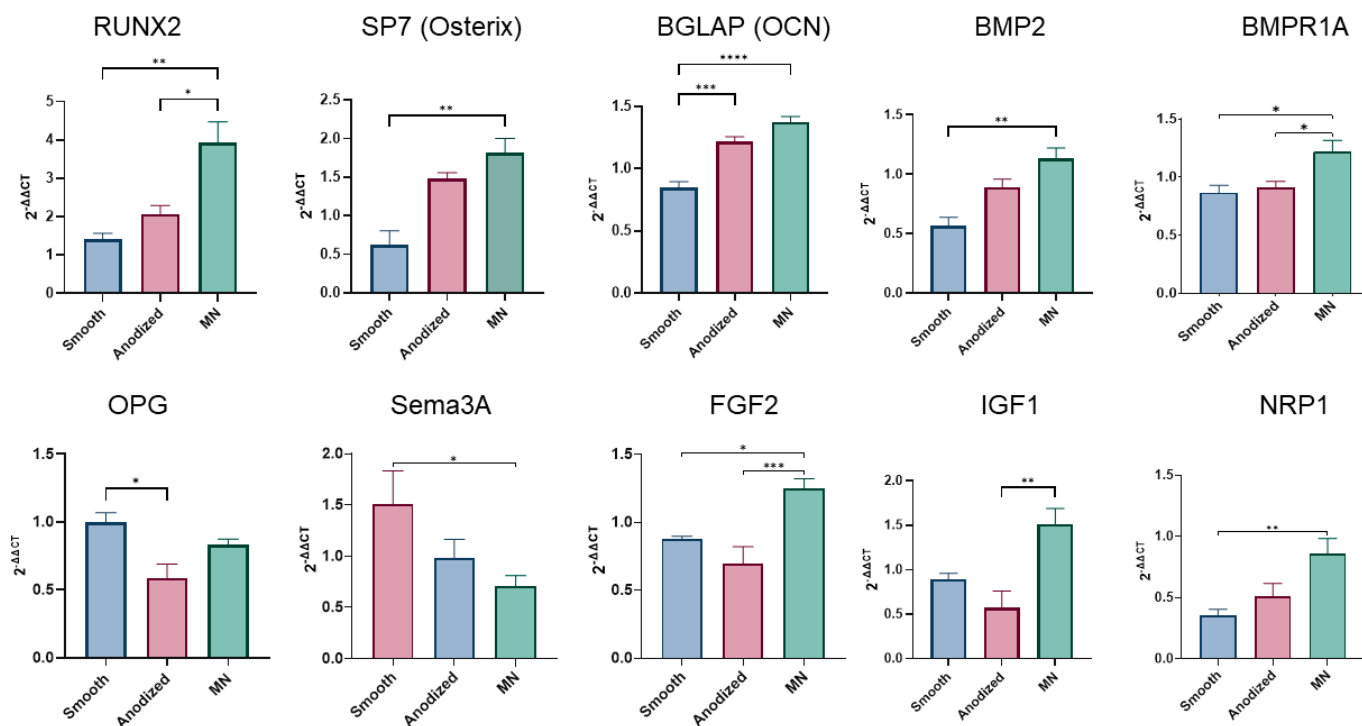 RUNX2
**
*
5
4
3
2
1
0
2-ΔΔCT
Smooth
Anodized
MN
SP7 (Osterix)
**
2.5
2.0
1.5
1.0
0.5
0.0
2-ΔΔCT
Smooth
Anodized
MN
BGLAP (OCN)
****
***
1.5
1.0
0.5
0.0
2-ΔΔCT
Smooth
Anodized
MN
BMP2
**
1.5
1.0
0.5
0.0
2-ΔΔCT
Smooth
Anodized
MN
BMPR1A
*
*
1.5
1.0
0.5
0.0
2-ΔΔCT
Smooth
Anodized
MN
OPG
*
1.5
1.0
0.5
0.0
2-ΔΔCT
Smooth
Anodized
MN
Sema3A
*
2.0
1.5
1.0
0.5
0.0
2-ΔΔCT
Smooth
Anodized
MN
FGF2
*
***
1.5
1.0
0.5
0.0
2-ΔΔCT
Smooth
Anodized
MN
IGF1
**
2.0
1.5
1.0
0.5
0.0
2-ΔΔCT
Smooth
Anodized
MN
NRP1
**
1.5
1.0
0.5
0.0
2-ΔΔCT
Smooth
Anodized
MN